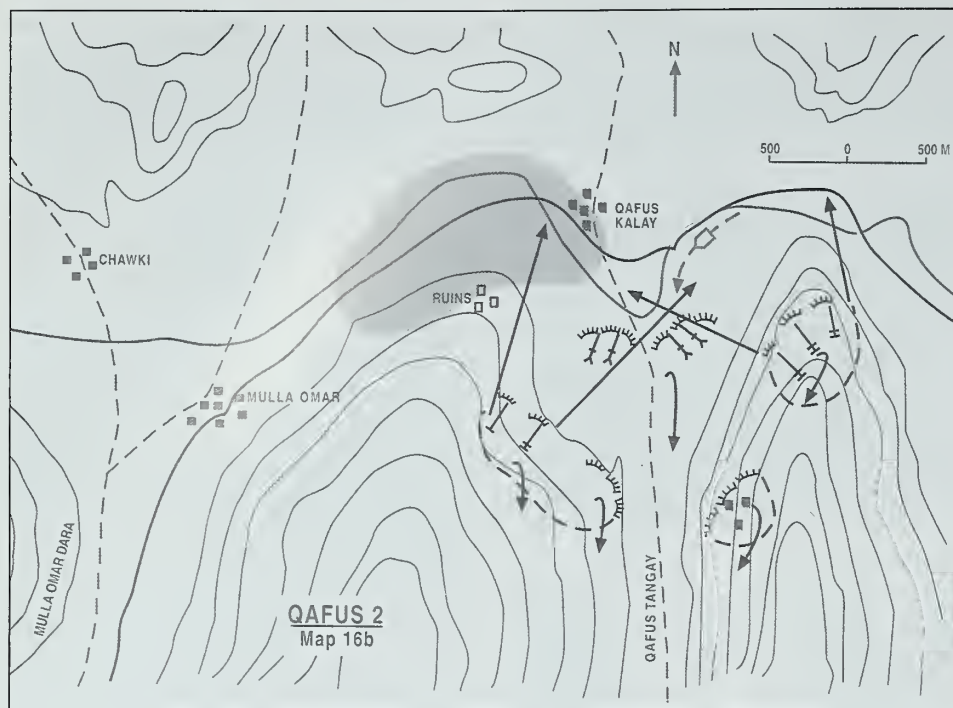 N
500 0 500 M
QAFUS
KALAY
CHAWKI
RUINS
MULLA OMAR
MULLA OMAR DARA
QAFUS TANGAY
QAFUS 2
Map 16b